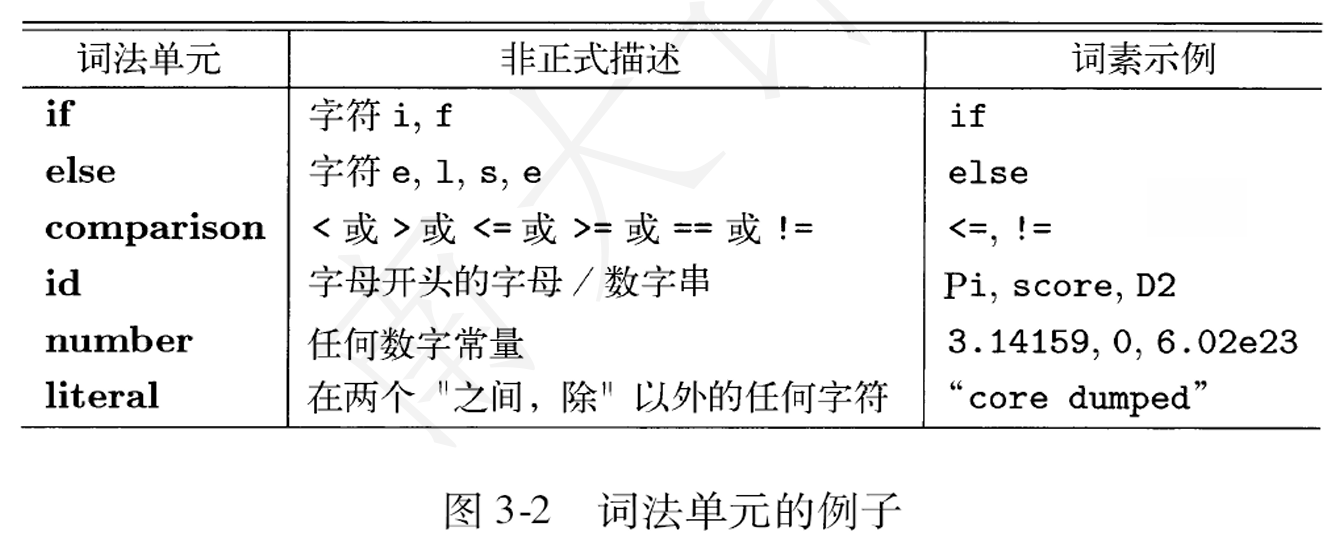 词法单元 非正式描述 词素示例
if 字符 i, f if
else 字符 e, l, s, e else
comparison < 或 > 或 <= 或 >= 或 == 或 != <=, !=
id 字母开头的字母 / 数字串 Pi, score, D2
number 任何数字常量 3.14159, 0, 6.02e23
literal 在两个 "之间，除" 以外的任何字符 “core dumped”
图 3-2 词法单元的例子